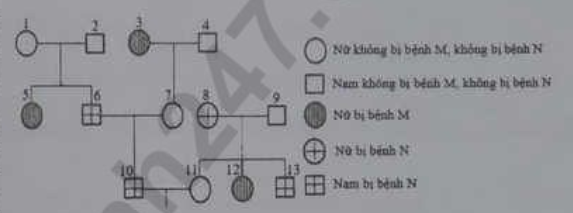 1
2
3
4
Nữ không bị bệnh M, không bị bệnh N
Nam không bị bệnh M, không bị bệnh N
5
6
7
8
9
Nữ bị bệnh M
Nữ bị bệnh N
10
11
12
13
Nam bị bệnh N
nh247.